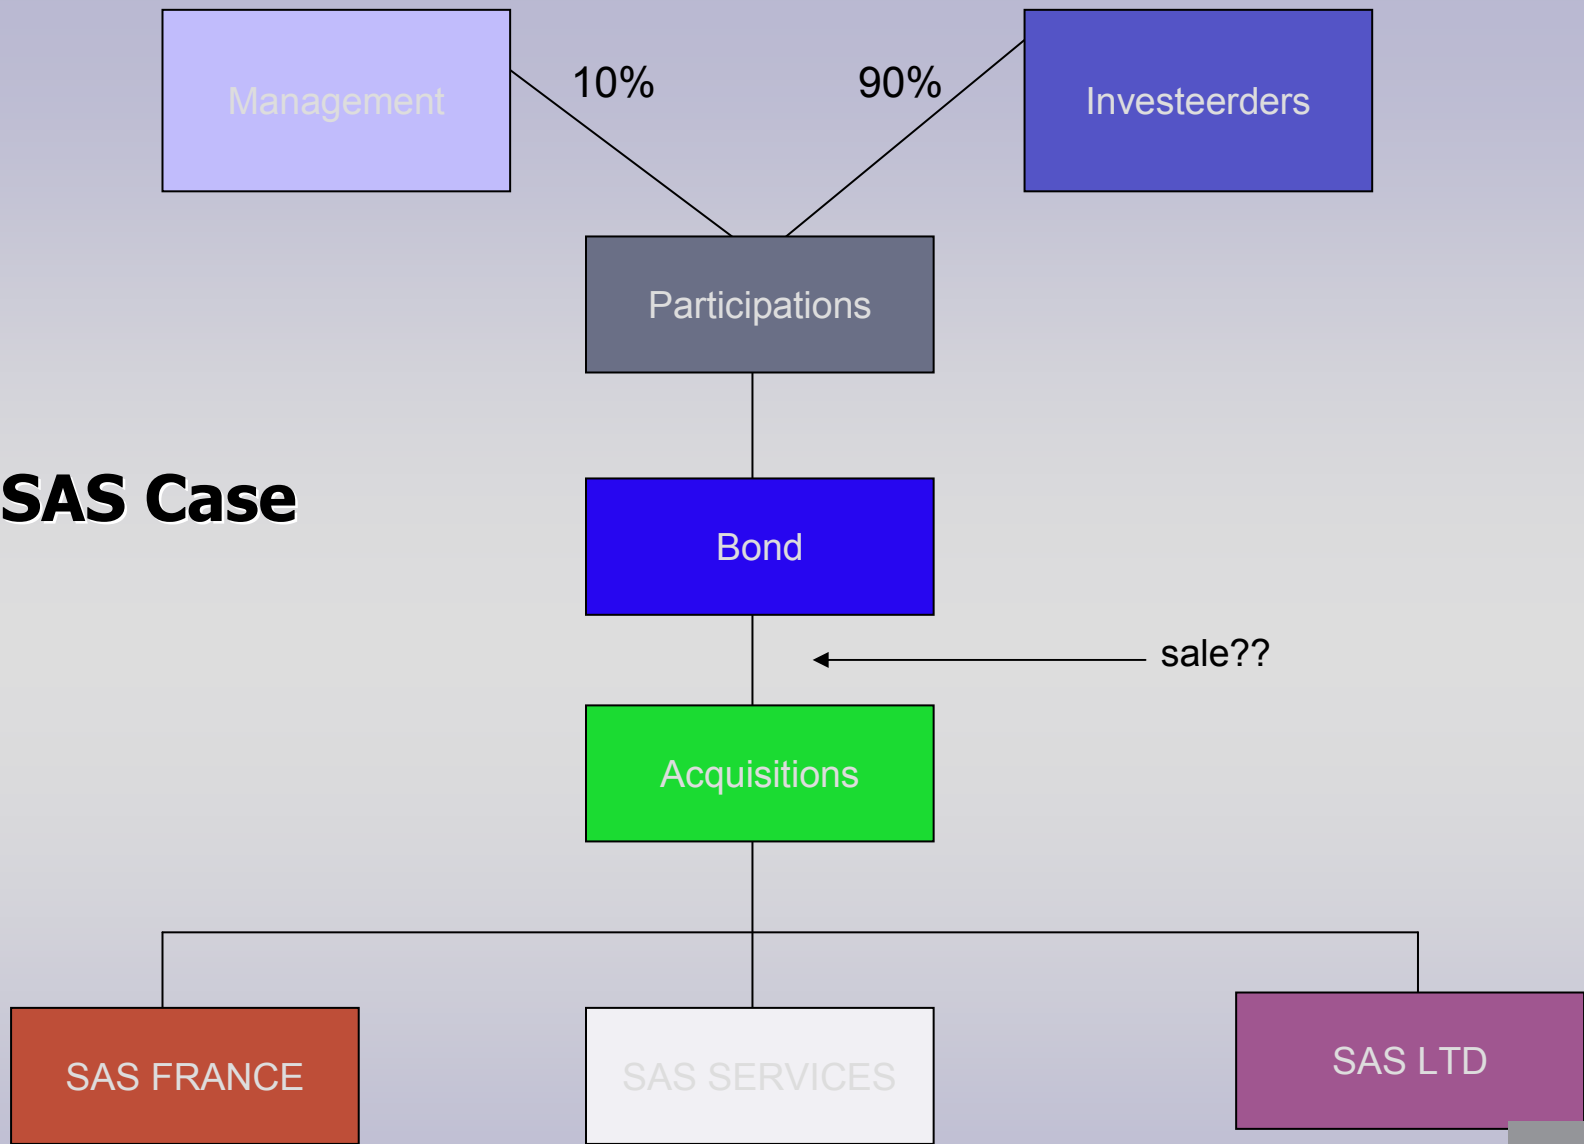 Management
10%
90%
Investeerders
Participations
SAS Case
Bond
sale??
Acquisitions
SAS FRANCE
SAS SERVICES
SAS LTD